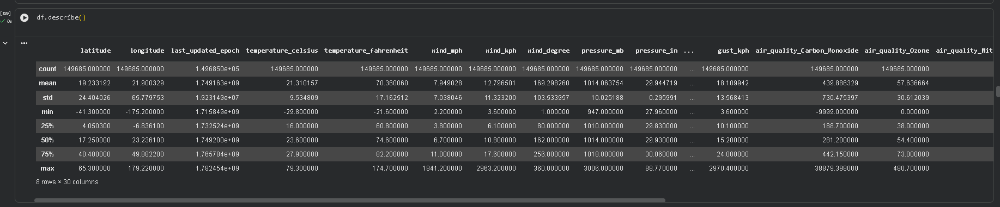 [186]
0s
df.describe()
...
latitude longitude last_updated_epoch temperature_celsius temperature_fahrenheit wind_mph wind_kph wind_degree pressure_mb pressure_in ... gust_kph air_quality_Carbon_Monoxide air_quality_Ozone air_quality_Nit
count 149685.000000 149685.000000 1.496850e+05 149685.000000 149685.000000 149685.000000 149685.000000 149685.000000 149685.000000 149685.000000 ... 149685.000000 149685.000000 149685.000000
mean 19.233192 21.900329 1.749163e+09 21.310157 70.360060 7.949028 12.796501 169.298260 1014.063754 29.944719 ... 18.109942 439.886329 57.636664
std 24.404026 65.779753 1.923149e+07 9.534809 17.162512 7.038046 11.323200 103.533957 10.025188 0.295991 ... 13.568413 730.475397 30.612039
min -41.300000 -175.200000 1.715849e+09 -29.800000 -21.600000 2.200000 3.600000 1.000000 947.000000 27.960000 ... 3.600000 -9999.000000 0.000000
25% 4.050300 -6.836100 1.732524e+09 16.000000 60.800000 3.800000 6.100000 80.000000 1010.000000 29.830000 ... 10.100000 188.700000 38.000000
50% 17.250000 23.236100 1.749200e+09 23.600000 74.600000 6.700000 10.800000 162.000000 1014.000000 29.930000 ... 15.200000 281.200000 54.400000
75% 40.400000 49.882200 1.765784e+09 27.900000 82.200000 11.000000 17.600000 256.000000 1018.000000 30.060000 ... 24.000000 442.150000 73.000000
max 65.300000 179.220000 1.782454e+09 79.300000 174.700000 1841.200000 2963.200000 360.000000 3006.000000 88.770000 ... 2970.400000 38879.398000 480.700000
8 rows × 30 columns